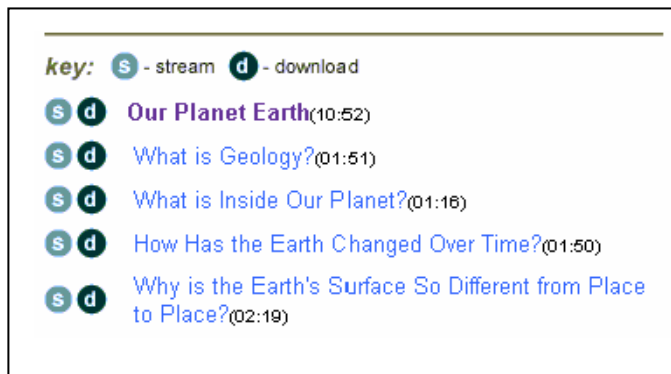 key: s - stream d - download
s d Our Planet Earth(10:52)
s d What is Geology?(01:51)
s d What is Inside Our Planet?(01:16)
s d How Has the Earth Changed Over Time?(01:50)
s d Why is the Earth's Surface So Different from Place
to Place?(02:19)